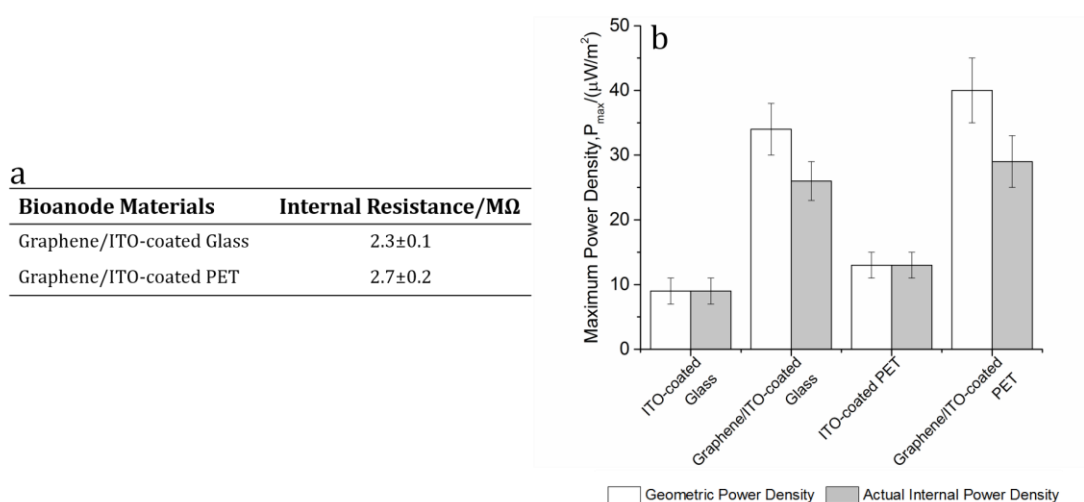 a
Bioanode Materials Internal Resistance/MΩ
Graphene/ITO-coated Glass 2.3±0.1
Graphene/ITO-coated PET 2.7±0.2
b
Maximum Power Density,Pmax/(μW/m²)
50
40
30
20
10
0
ITO-coated
Glass
Graphene/ITO-coated
Glass
ITO-coated PET
Graphene/ITO-coated
PET
Geometric Power Density Actual Internal Power Density